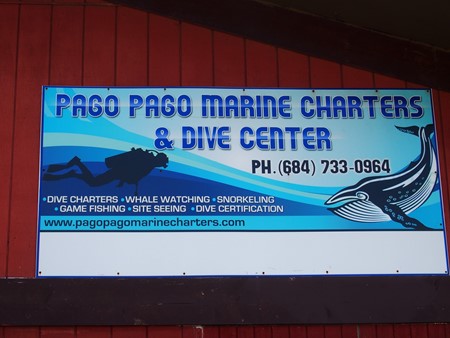 PAGO PAGO MARINE CHARTERS
& DIVE CENTER
PH.(684) 733-0964
•DIVE CHARTERS •WHALE WATCHING •SNORKELING
•GAME FISHING •SITE SEEING •DIVE CERTIFICATION
www.pagopagomarinecharters.com